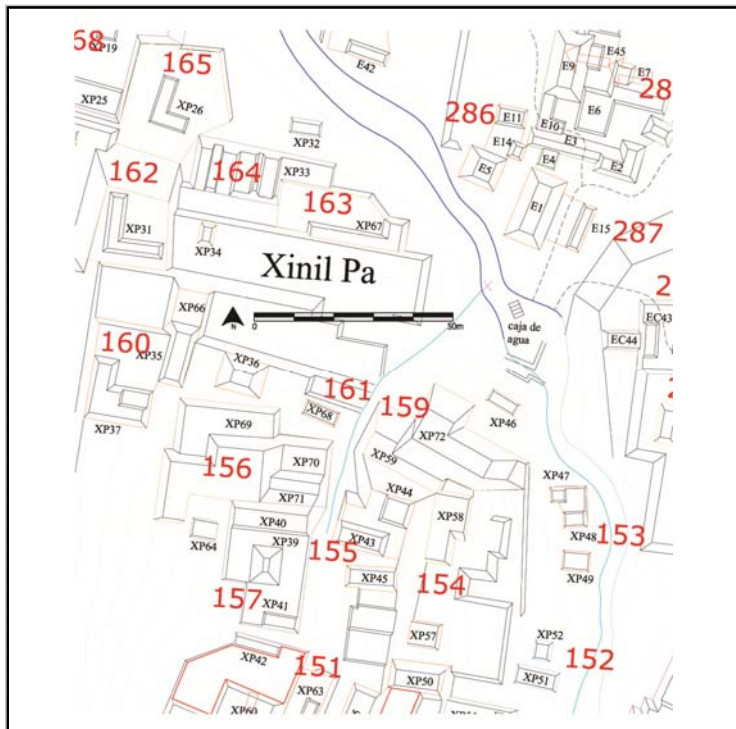 68
XP19
165
E42
E45
E9
E7
28
XP25
XP26
E6
286
E11
E10
E3
XP32
E14
E4
E2
162
164
XP33
E5
163
E1
XP31
XP34
XP67
E15
287
Xinil Pa
2
XP66
N
0
50m
caja de
agua
EC43
EC44
160
XP35
XP36
161
159
XP68
XP46
XP37
XP69
XP72
156
XP70
XP59
XP47
XP71
XP44
XP40
XP58
XP48
153
XP64
XP39
155
XP43
XP49
XP45
154
157
XP41
XP57
XP52
XP42
151
152
XP50
XP51
XP63
XP60